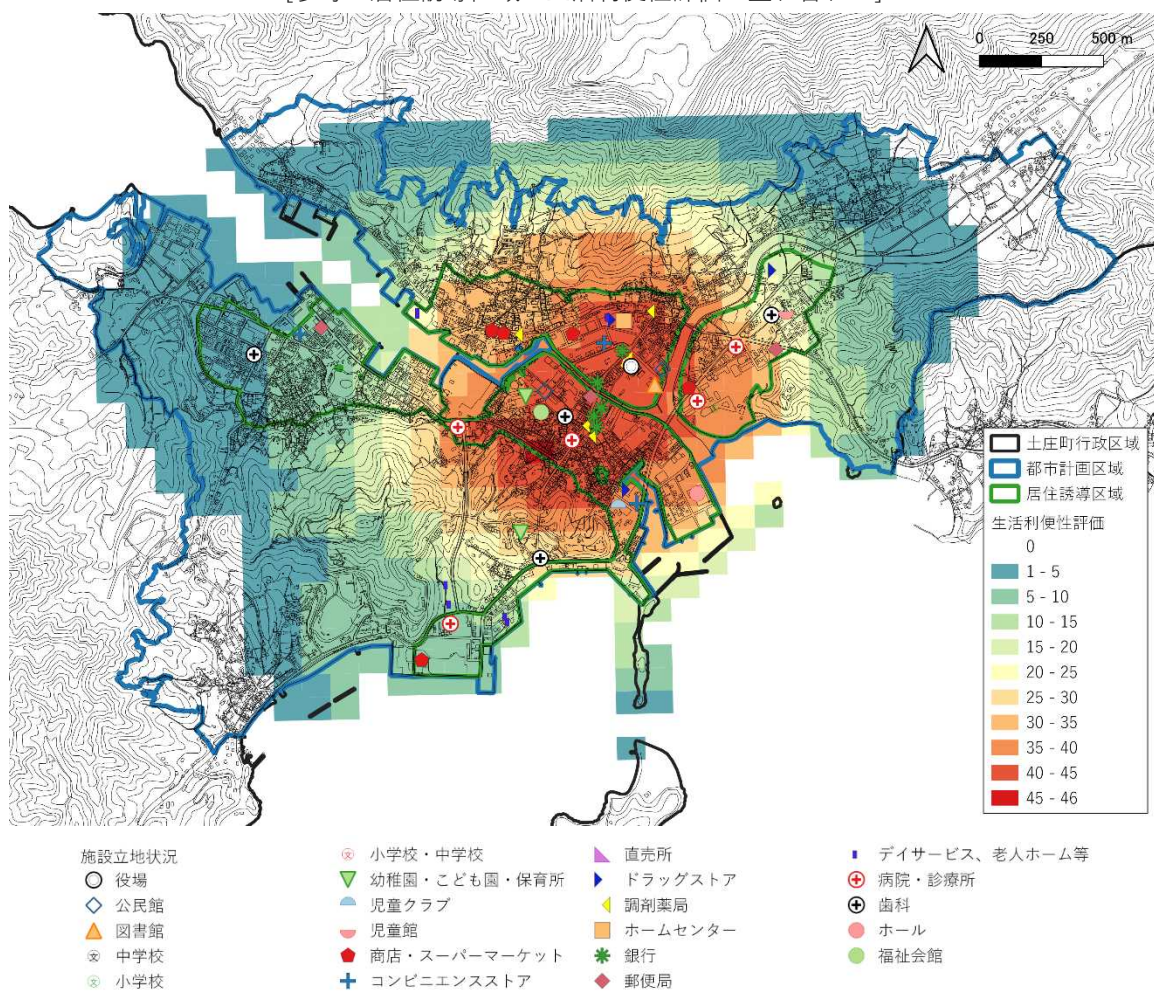 0 250 500 m
土庄町行政区域
都市計画区域
居住誘導区域
生活利便性評価
0
1 - 5
5 - 10
10 - 15
15 - 20
20 - 25
25 - 30
30 - 35
35 - 40
40 - 45
45 - 46
施設立地状況
役場
公民館
図書館
中学校
小学校
小学校・中学校
幼稚園・こども園・保育所
児童クラブ
児童館
商店・スーパーマーケット
コンビニエンスストア
直売所
ドラッグストア
調剤薬局
ホームセンター
銀行
郵便局
デイサービス、老人ホーム等
病院・診療所
歯科
ホール
福祉会館